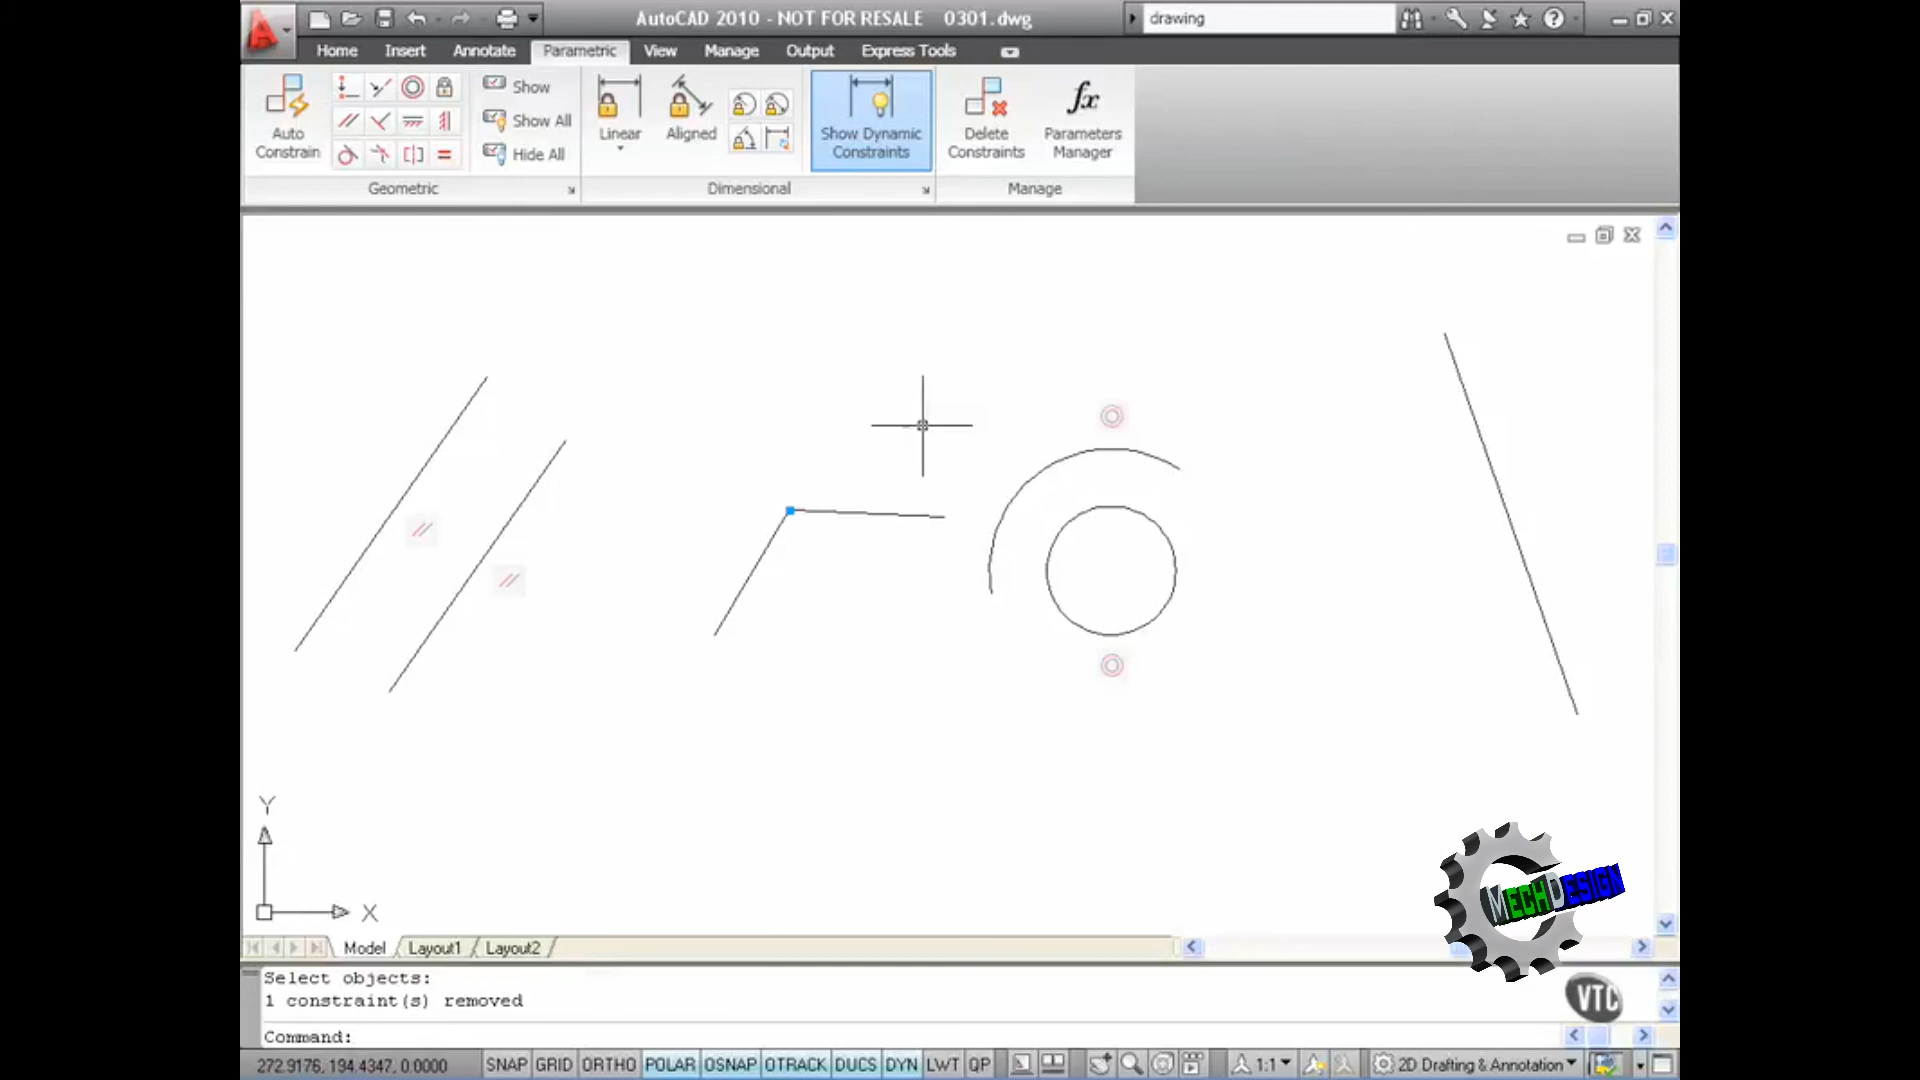 AutoCAD 2010 - NOT FOR RESALE 0301.dwg
drawing
Home Insert Annotate Parametric View Manage Output Express Tools
Auto Constrain
Show
Show All
Hide All
Linear
Aligned
Show Dynamic Constraints
Delete Constraints
fx
Parameters Manager
Geometric
Dimensional
Manage
Y
X
MECHDESIGN
Model Layout1 Layout2
Select objects:
1 constraint(s) removed
VTC
Command:
272.9176, 194.4347, 0.0000 SNAP GRID ORTHO POLAR OSNAP OTRACK DUCS DYN LWT QP 1:1 2D Drafting & Annotation